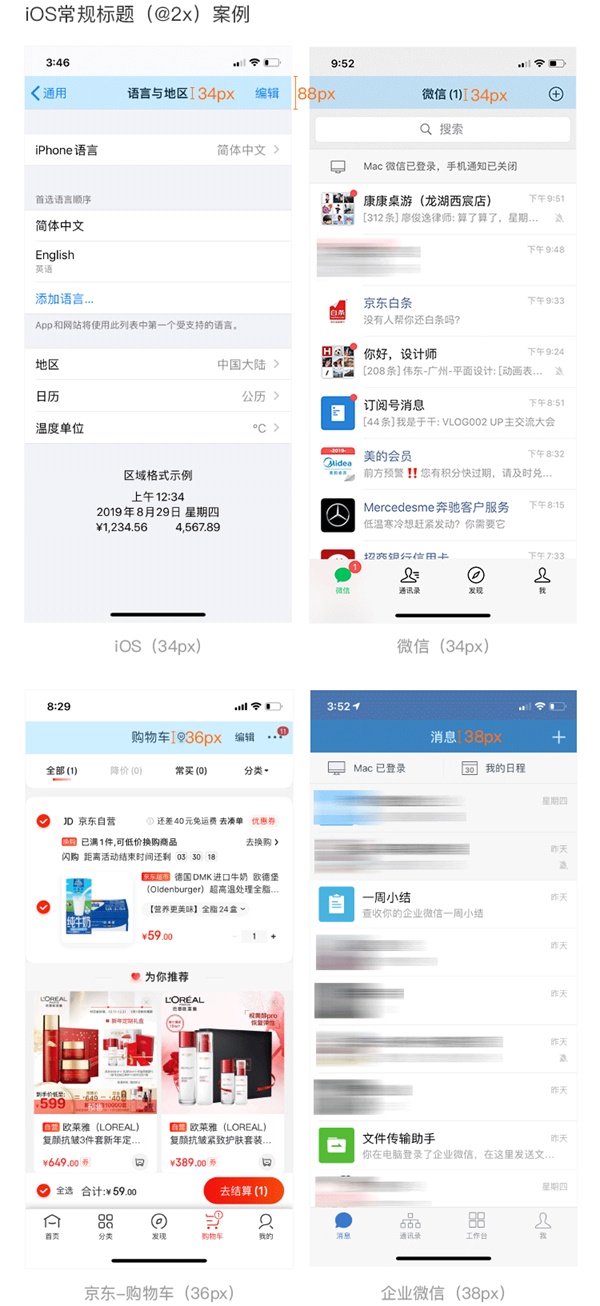 iOS常规标题（@2x）案例
3:46
通用
语言与地区
34px
编辑
88px
iPhone 语言
简体中文
首选语言顺序
简体中文
English
英语
添加语言...
App 和网站将使用此列表中第一个受支持的语言。
地区
中国大陆
日历
公历
温度单位
°C
区域格式示例
上午 12:34
2019 年 8 月 29 日 星期四
¥1,234.56 4,567.89
iOS（34px）
9:52
微信 (1)
34px
搜索
Mac 微信已登录，手机通知已关闭
康康桌游（龙湖西宸店）
下午9:51
[312条] 廖俊逸律师: 算了算了，星期...
下午9:48
京东白条
下午9:33
没有人帮你还白条吗?
你好，设计师
下午9:24
[208条] 伟东-广州-平面设计: [动画表...
订阅号消息
下午8:51
[44条] 我是于干: VLOG002 UP主交流大会
美的会员
下午8:32
前方预警‼️您有积分快过期，请及时兑...
Mercedesme 奔驰客户服务
下午8:15
低温寒冷想赶紧发动？你需要它
招商银行信用卡
下午7:33
1
微信
通讯录
发现
我
微信（34px）
8:29
购物车
36px
编辑
11
全部 (1)
降价 (0)
常买 (0)
分类
JD 京东自营
还差40元免运费 去凑单
优惠券
换购
已满1件,可低价换购商品
去换购
闪购 距离活动结束时间还剩 03 30 18
京东超市 德国DMK进口牛奶 欧德堡
（Oldenburger）超高温处理全脂...
【营养更美味】全脂24盒
纯牛奶
¥59.00
1
为你推荐
L'ORÉAL
新年定制礼盒
到手价低至:
¥599
L'ORÉAL
恢复弹性
自营 欧莱雅（LOREAL）
复颜抗皱3件套新年定...
¥649.00 券
自营 欧莱雅（LOREAL）
复颜抗皱紧致护肤套装...
¥389.00 券
全选
合计:¥59.00
去结算 (1)
首页
分类
发现
1
购物车
我的
京东-购物车（36px）
3:52
消息
38px
Mac 已登录
30
我的日程
星期四
昨天
一周小结
昨天
查收你的企业微信一周小结
昨天
昨天
昨天
昨天
文件传输助手
昨天
你在电脑登录了企业微信，在这里发送文...
星期四
消息
通讯录
工作台
我
企业微信（38px）